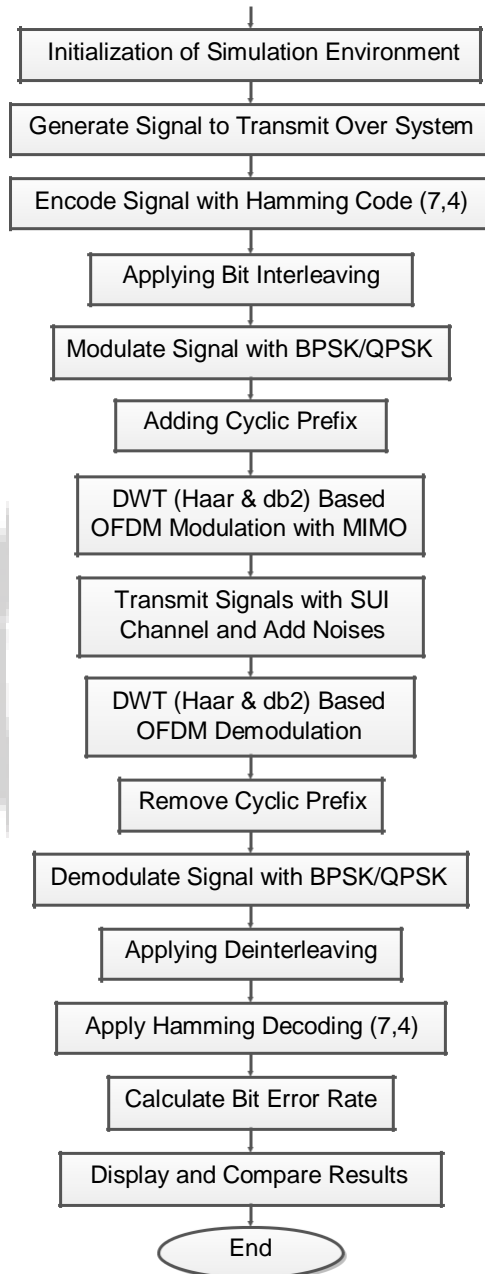 Initialization of Simulation Environment
Generate Signal to Transmit Over System
Encode Signal with Hamming Code (7,4)
Applying Bit Interleaving
Modulate Signal with BPSK/QPSK
Adding Cyclic Prefix
DWT (Haar & db2) Based
OFDM Modulation with MIMO
Transmit Signals with SUI
Channel and Add Noises
DWT (Haar & db2) Based
OFDM Demodulation
Remove Cyclic Prefix
Demodulate Signal with BPSK/QPSK
Applying Deinterleaving
Apply Hamming Decoding (7,4)
Calculate Bit Error Rate
Display and Compare Results
End